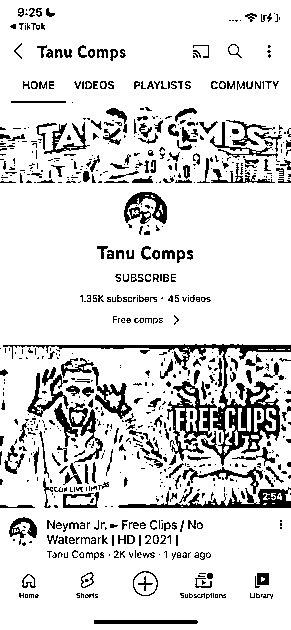 9:25
◀ TikTok
Tanu Comps
HOME VIDEOS PLAYLISTS COMMUNITY
TANU COMPS
Tanu Comps
SUBSCRIBE
1.35K subscribers · 45 videos
Free comps >
FREE CLIPS
2021
2:54
Neymar Jr. ► Free Clips / No
Watermark | HD | 2021 |
Tanu Comps · 2K views · 1 year ago
Home Shorts Subscriptions Library